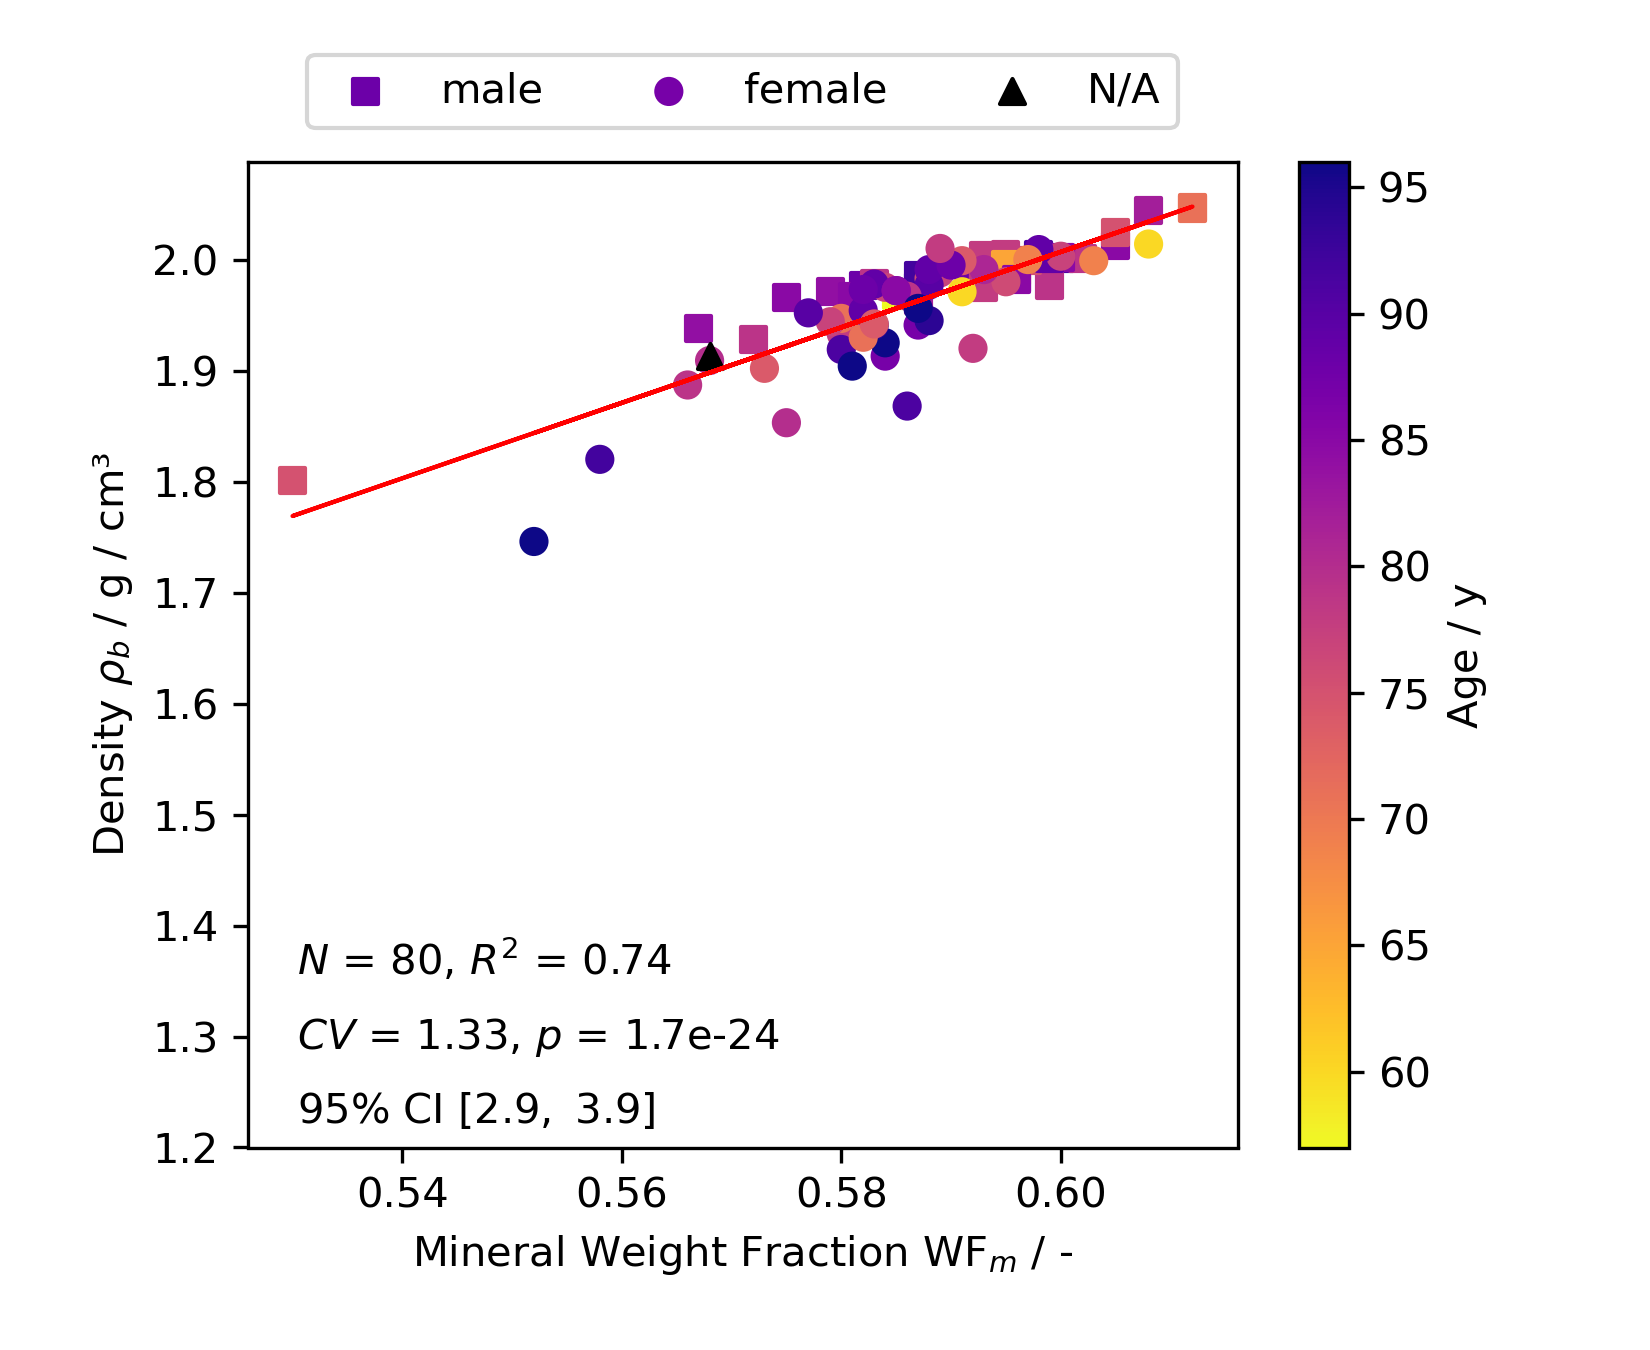 male female N/A
2.0
1.9
1.8
1.7
1.6
1.5
1.4
1.3
1.2
Density ρb / g / cm³
N = 80, R² = 0.74
CV = 1.33, p = 1.7e-24
95% CI [2.9, 3.9]
0.54 0.56 0.58 0.60
Mineral Weight Fraction WFm / -
95
90
85
80
75
70
65
60
Age / y